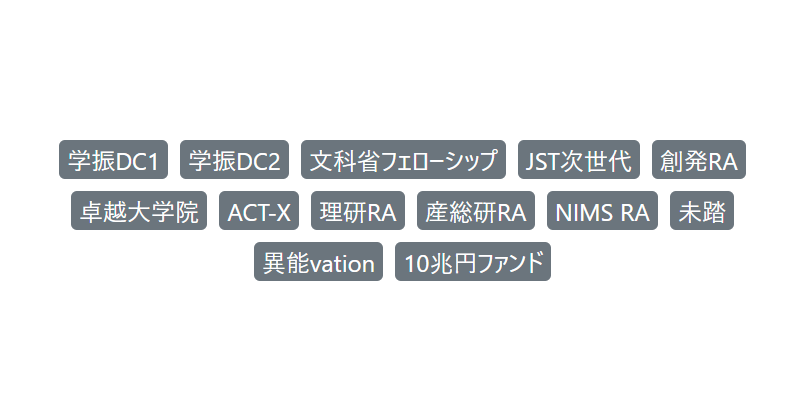 学振DC1 学振DC2 文科省フェローシップ JST次世代 創発RA
卓越大学院 ACT-X 理研RA 産総研RA NIMS RA 未踏
異能vation 10兆円ファンド